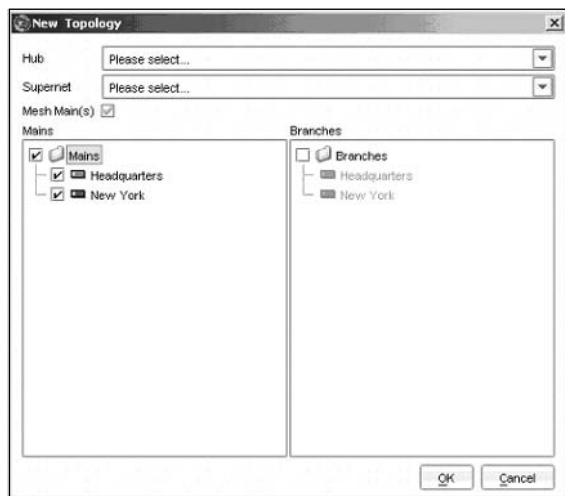 New Topology
Hub Please select...
Supernet Please select...
Mesh Main(s)
Mains
Mains
Headquarters
New York
Branches
Branches
Headquarters
New York
OK Cancel